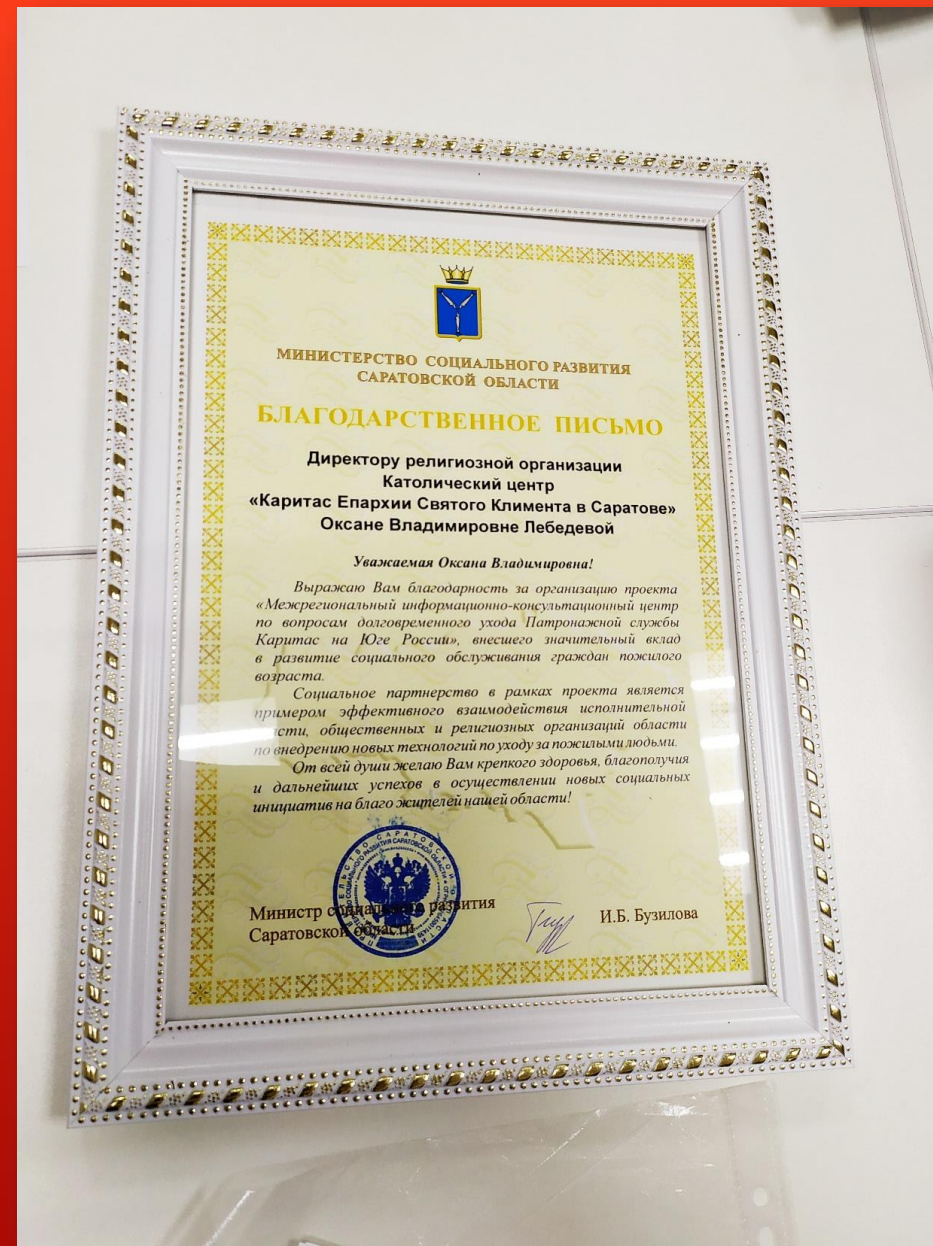 МИНИСТЕРСТВО СОЦИАЛЬНОГО РАЗВИТИЯ
САРАТОВСКОЙ ОБЛАСТИ
БЛАГОДАРСТВЕННОЕ ПИСЬМО
Директору религиозной организации
Католический центр
«Каритас Епархии Святого Климента в Саратове»
Оксане Владимировне Лебедевой
Уважаемая Оксана Владимировна!
Выражаю Вам благодарность за организацию проекта
«Межрегиональный информационно-консультационный центр
по вопросам долговременного ухода Патронажной службы
Каритас на Юге России», внесшего значительный вклад
в развитие социального обслуживания граждан пожилого
возраста.
Социальное партнерство в рамках проекта является
примером эффективного взаимодействия исполнительной
власти, общественных и религиозных организаций области
по внедрению новых технологий по уходу за пожилыми людьми.
От всей души желаю Вам крепкого здоровья, благополучия
и дальнейших успехов в осуществлении новых социальных
инициатив на благо жителей нашей области!
Министр социального развития
Саратовской области
И.Б. Бузилова